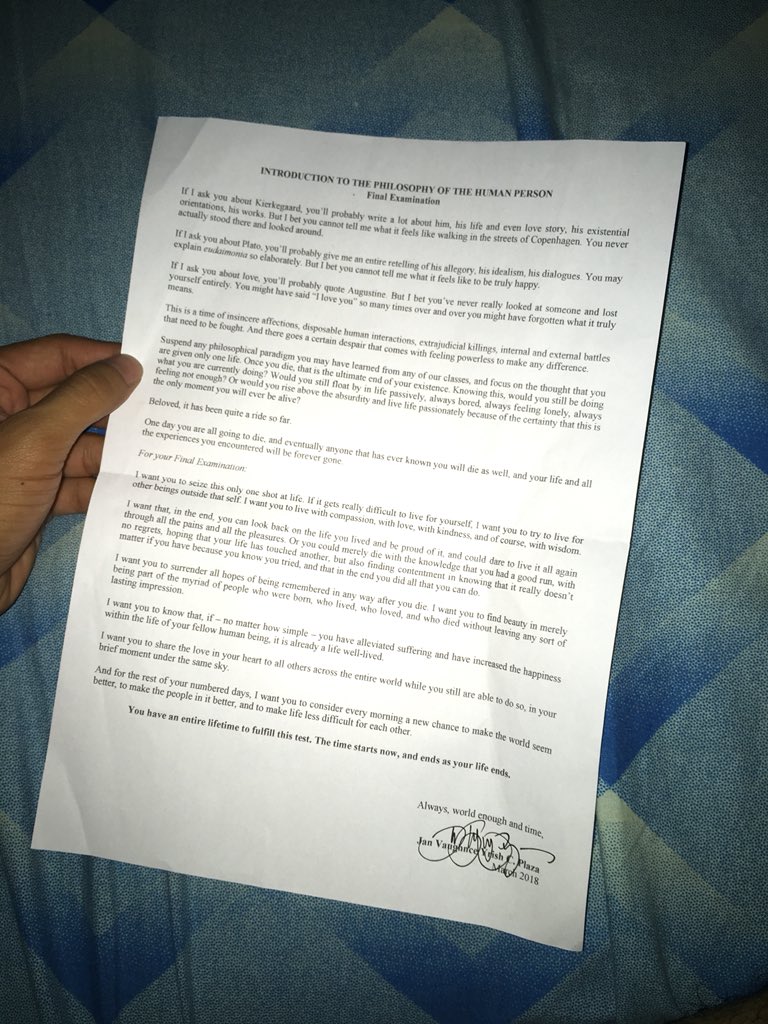 INTRODUCTION TO THE PHILOSOPHY OF THE HUMAN PERSON
Final Examination
If I ask you about Kierkegaard, you'll probably write a lot about him, his life and even love story, his existential
orientations, his works. But I bet you cannot tell me what it feels like walking in the streets of Copenhagen. You never
actually stood there and looked around.
If I ask you about Plato, you'll probably give me an entire retelling of his allegory, his idealism, his dialogues. You may
explain eudaimonia so elaborately. But I bet you cannot tell me what it feels like to be truly happy.
If I ask you about love, you'll probably quote Augustine. But I bet you've never really looked at someone and lost
yourself entirely. You might have said "I love you" so many times over and over you might have forgotten what it truly
means.
This is a time of insincere affections, disposable human interactions, extrajudicial killings, internal and external battles
that need to be fought. And there goes a certain despair that comes with feeling powerless to make any difference.
Suspend any philosophical paradigm you may have learned from any of our classes, and focus on the thought that you
are given only one life. Once you die, that is the ultimate end of your existence. Knowing this, would you still be doing
what you are currently doing? Would you still float by in life passively, always bored, always feeling lonely, always
feeling not enough? Or would you rise above the absurdity and live life passionately because of the certainty that this is
the only moment you will ever be alive?
Beloved, it has been quite a ride so far.
One day you are all going to die, and eventually anyone that has ever known you will die as well, and your life and all
the experiences you encountered will be forever gone.
For your Final Examination:
I want you to seize this only one shot at life. If it gets really difficult to live for yourself, I want you to try to live for
other beings outside that self. I want you to live with compassion, with love, with kindness, and of course, with wisdom.
I want that, in the end, you can look back on the life you lived and be proud of it, and could dare to live it all again
through all the pains and all the pleasures. Or you could merely die with the knowledge that you had a good run, with
no regrets, hoping that your life has touched another, but also finding contentment in knowing that it really doesn't
matter if you have because you know you tried, and that in the end you did all that you can do.
I want you to surrender all hopes of being remembered in any way after you die. I want you to find beauty in merely
being part of the myriad of people who were born, who lived, who loved, and who died without leaving any sort of
lasting impression.
I want you to know that, if – no matter how simple – you have alleviated suffering and have increased the happiness
within the life of your fellow human being, it is already a life well-lived.
I want you to share the love in your heart to all others across the entire world while you still are able to do so, in your
brief moment under the same sky.
And for the rest of your numbered days, I want you to consider every morning a new chance to make the world seem
better, to make the people in it better, and to make life less difficult for each other.
You have an entire lifetime to fulfill this test. The time starts now, and ends as your life ends.
Always, world enough and time,
Jan C. Plaza
March 2018